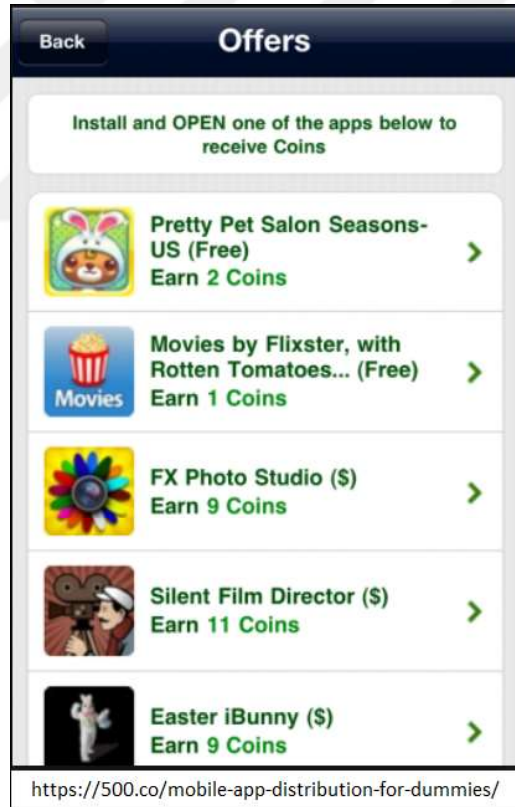 Back
Offers
Install and OPEN one of the apps below to
receive Coins
Pretty Pet Salon Seasons-
US (Free)
Earn 2 Coins
Movies
Movies by Flixster, with
Rotten Tomatoes... (Free)
Earn 1 Coins
FX Photo Studio ($)
Earn 9 Coins
Silent Film Director ($)
Earn 11 Coins
Easter iBunny ($)
Earn 9 Coins
https://500.co/mobile-app-distribution-for-dummies/